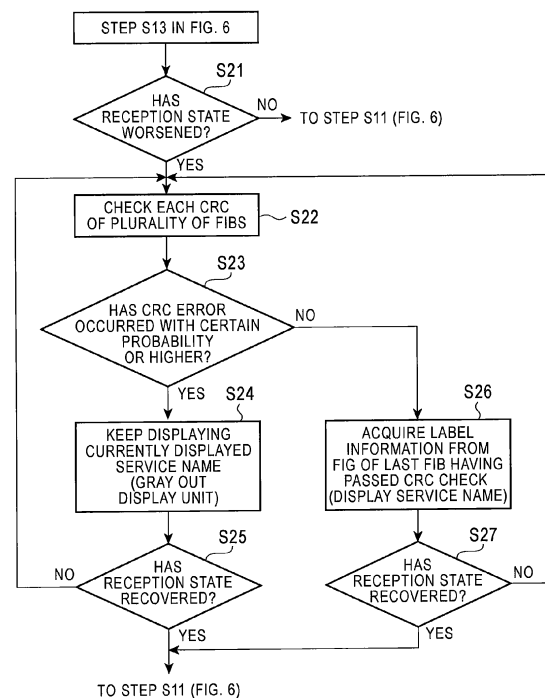 STEP S13 IN FIG. 6
S21
HAS
RECEPTION STATE
WORSENED?
NO
TO STEP S11 (FIG. 6)
YES
CHECK EACH CRC
OF PLURALITY OF FIBS
S22
S23
HAS CRC ERROR
OCCURRED WITH CERTAIN
PROBABILITY
OR HIGHER?
NO
YES
S24
KEEP DISPLAYING
CURRENTLY DISPLAYED
SERVICE NAME
(GRAY OUT
DISPLAY UNIT)
S26
ACQUIRE LABEL
INFORMATION FROM
FIG OF LAST FIB HAVING
PASSED CRC CHECK
(DISPLAY SERVICE NAME)
S25
HAS
RECEPTION STATE
RECOVERED?
NO
YES
S27
HAS
RECEPTION STATE
RECOVERED?
NO
YES
TO STEP S11 (FIG. 6)